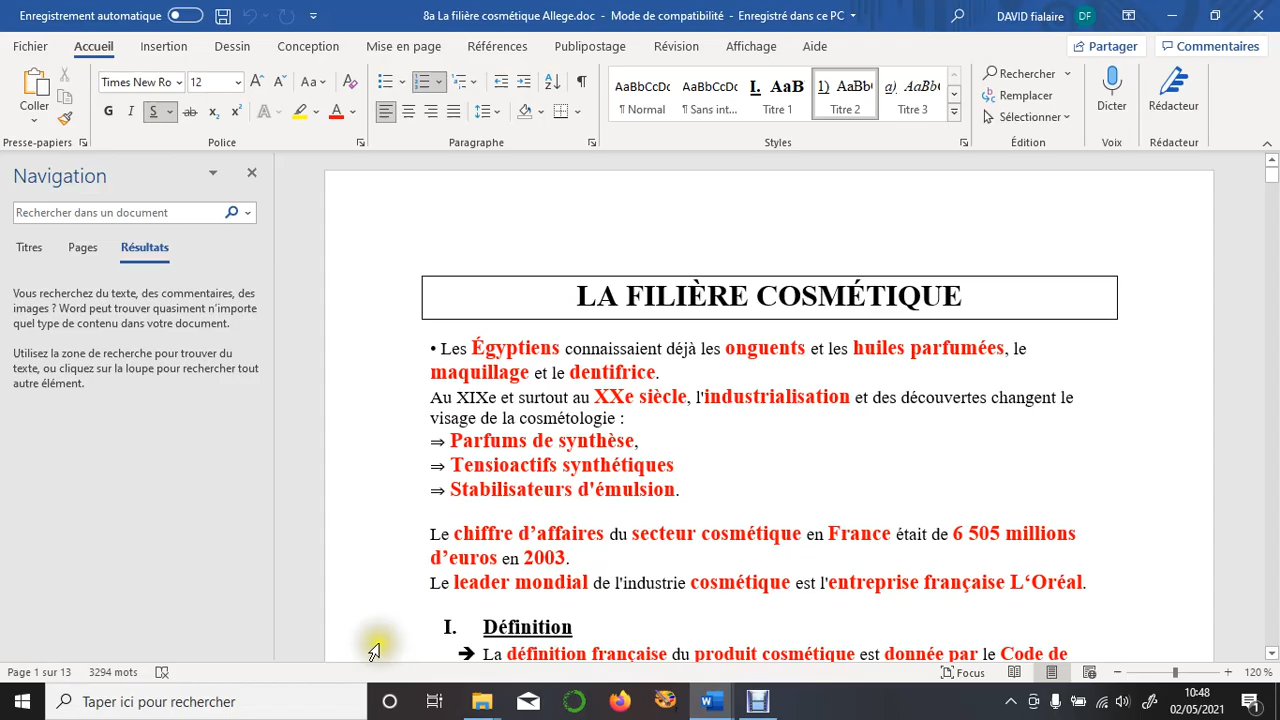 Enregistrement automatique 8a La filière cosmétique Allege.doc - Mode de compatibilité - Enregistré dans ce PC DAVID fialaire DF
Fichier Accueil Insertion Dessin Conception Mise en page Références Publipostage Révision Affichage Aide Partager Commentaires
Coller
Times New Ro 12
G I S ab x₂ x² A A
AaBbCcDc AaBbCcDc I. AaB 1) AaBb a) AaBb
¶ Normal ¶ Sans int... Titre 1 Titre 2 Titre 3
Rechercher
Remplacer
Sélectionner
Dicter
Rédacteur
Presse-papiers Police Paragraphe Styles Édition Voix Rédacteur
Navigation
Rechercher dans un document
Titres Pages Résultats
Vous recherchez du texte, des commentaires, des
images ? Word peut trouver quasiment n'importe
quel type de contenu dans votre document.
Utilisez la zone de recherche pour trouver du
texte, ou cliquez sur la loupe pour rechercher tout
autre élément.
LA FILIÈRE COSMÉTIQUE
• Les Égyptiens connaissaient déjà les onguents et les huiles parfumées, le
maquillage et le dentifrice.
Au XIXe et surtout au XXe siècle, l'industrialisation et des découvertes changent le
visage de la cosmétologie :
⇒ Parfums de synthèse,
⇒ Tensioactifs synthétiques
⇒ Stabilisateurs d'émulsion.
Le chiffre d’affaires du secteur cosmétique en France était de 6 505 millions
d’euros en 2003.
Le leader mondial de l'industrie cosmétique est l'entreprise française L‘Oréal.
I. Définition
➔ La définition française du produit cosmétique est donnée par le Code de
Page 1 sur 13 3294 mots Focus 120 %
Taper ici pour rechercher
10:48
02/05/2021
1